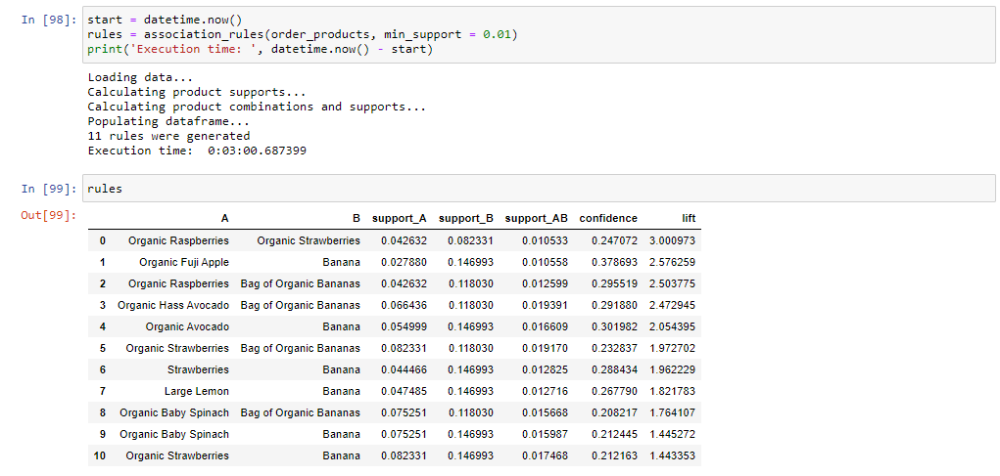 In [98]: start = datetime.now()
rules = association_rules(order_products, min_support = 0.01)
print('Execution time: ', datetime.now() - start)
Loading data...
Calculating product supports...
Calculating product combinations and supports...
Populating dataframe...
11 rules were generated
Execution time:  0:03:00.687399
In [99]: rules
Out[99]:
A B support_A support_B support_AB confidence lift
0 Organic Raspberries Organic Strawberries 0.042632 0.082331 0.010533 0.247072 3.000973
1 Organic Fuji Apple Banana 0.027880 0.146993 0.010558 0.378693 2.576259
2 Organic Raspberries Bag of Organic Bananas 0.042632 0.118030 0.012599 0.295519 2.503775
3 Organic Hass Avocado Bag of Organic Bananas 0.066436 0.118030 0.019391 0.291880 2.472945
4 Organic Avocado Banana 0.054999 0.146993 0.016609 0.301982 2.054395
5 Organic Strawberries Bag of Organic Bananas 0.082331 0.118030 0.019170 0.232837 1.972702
6 Strawberries Banana 0.044466 0.146993 0.012825 0.288434 1.962229
7 Large Lemon Banana 0.047485 0.146993 0.012716 0.267790 1.821783
8 Organic Baby Spinach Bag of Organic Bananas 0.075251 0.118030 0.015668 0.208217 1.764107
9 Organic Baby Spinach Banana 0.075251 0.146993 0.015987 0.212445 1.445272
10 Organic Strawberries Banana 0.082331 0.146993 0.017468 0.212163 1.443353